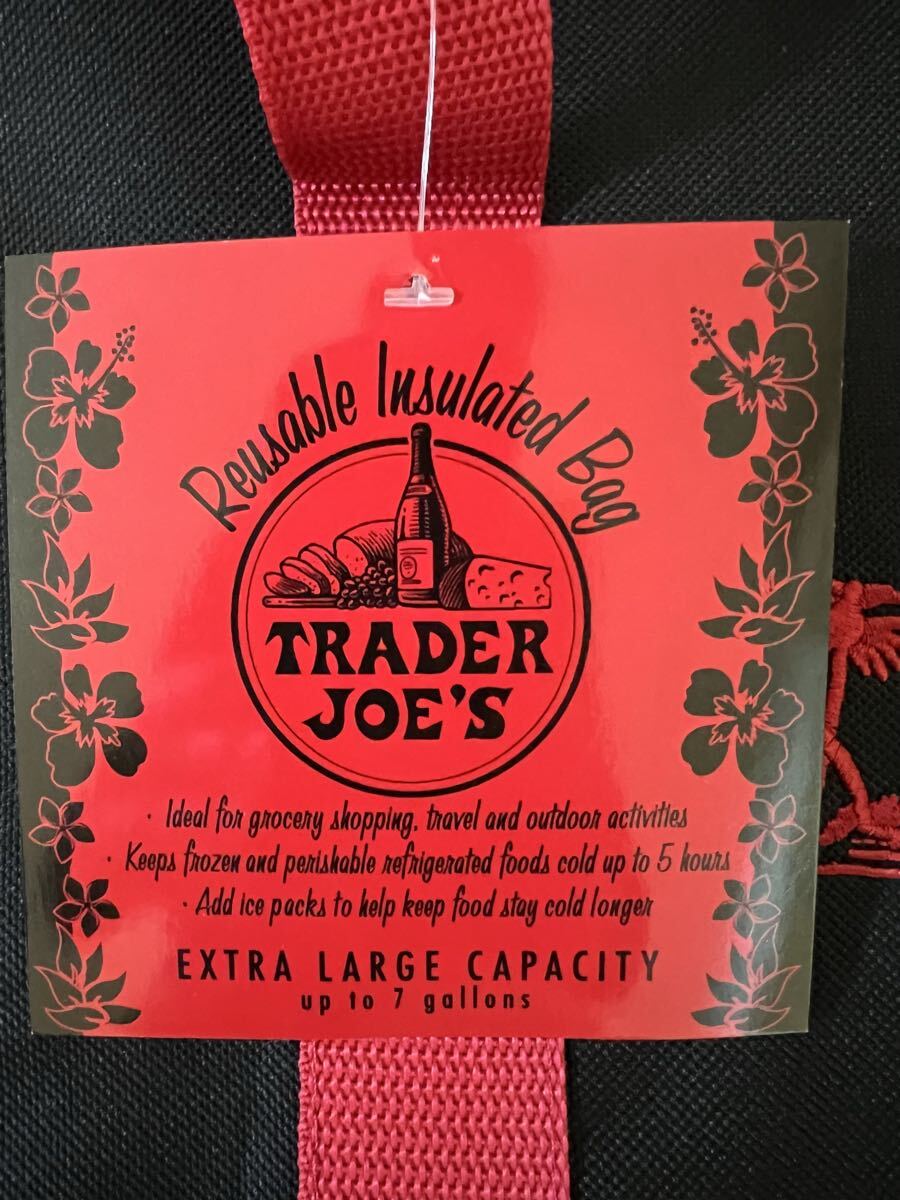 Reusable Insulated Bag
TRADER
JOE'S
· Ideal for grocery shopping, travel and outdoor activities
· Keeps frozen and perishable refrigerated foods cold up to 5 hours
· Add ice packs to help keep food stay cold longer
EXTRA LARGE CAPACITY
up to 7 gallons